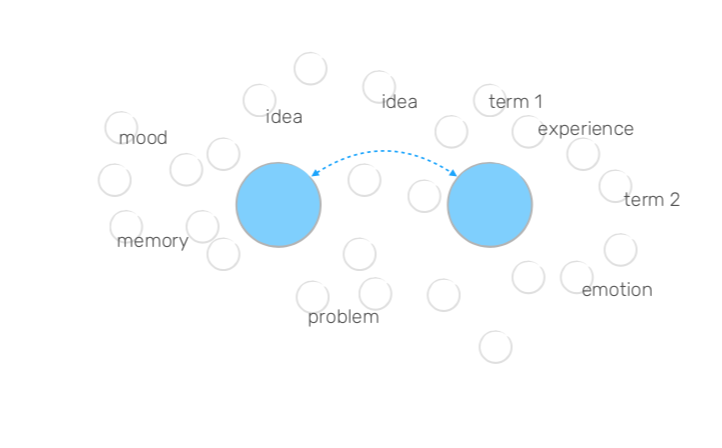 idea
term 1
idea
experience
mood
term 2
memory
emotion
problem